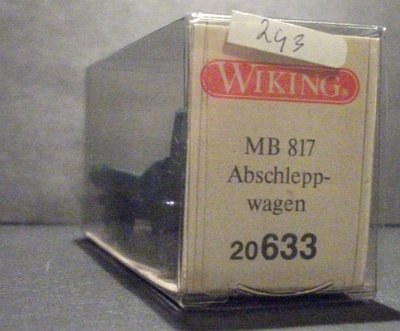 293
WIKING®
MB 817
Abschlepp-
wagen
20633